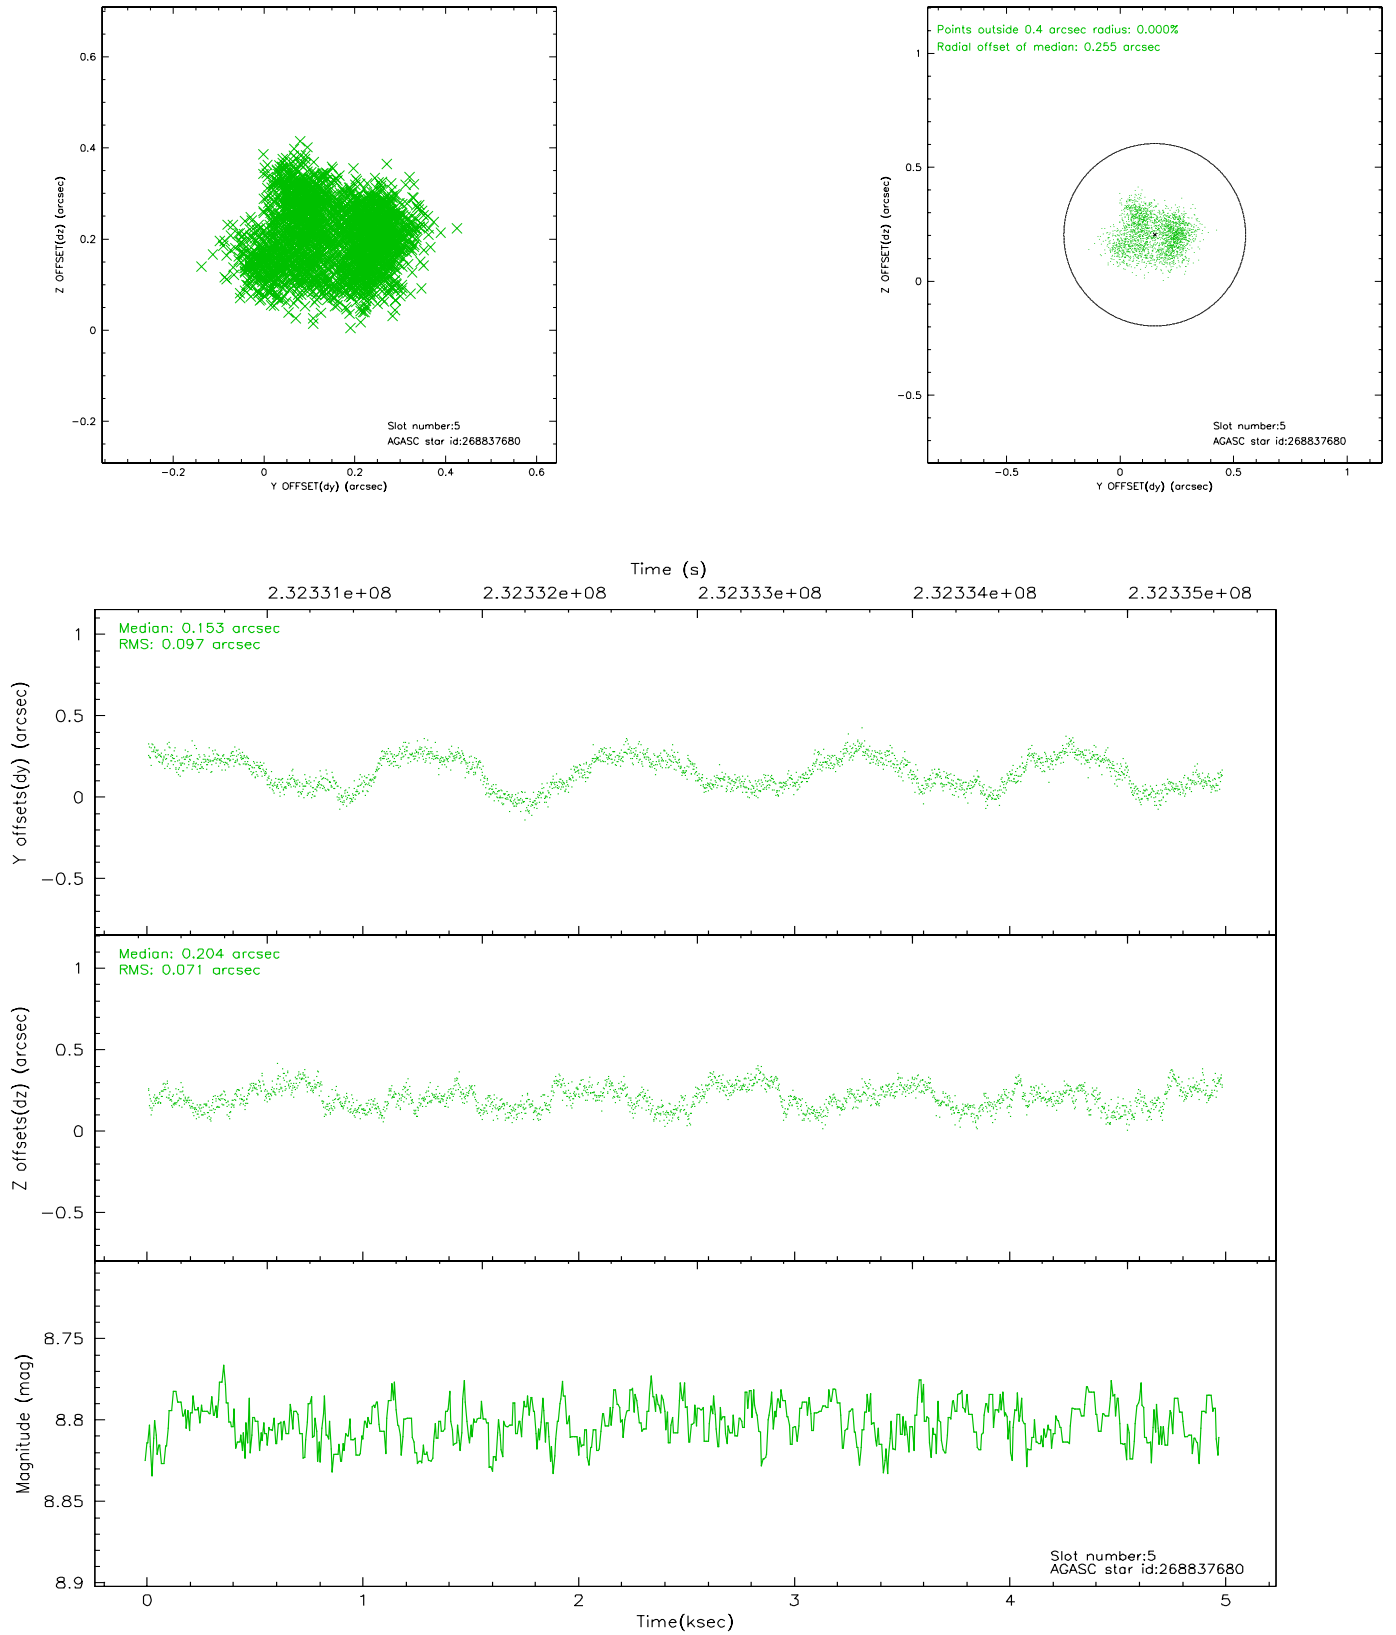 0.6
0.4
0.2
0
−0.2
Z OFFSET(dz) (arcsec)
Slot number:5
AGASC star id:268837680
−0.2 0 0.2 0.4 0.6
Y OFFSET(dy) (arcsec)
Points outside 0.4 arcsec radius: 0.000%
Radial offset of median: 0.255 arcsec
1
0.5
0
−0.5
Z OFFSET(dz) (arcsec)
Slot number:5
AGASC star id:268837680
−0.5 0 0.5 1
Y OFFSET(dy) (arcsec)
Time (s)
2.32331e+08 2.32332e+08 2.32333e+08 2.32334e+08 2.32335e+08
Median: 0.153 arcsec
RMS: 0.097 arcsec
1
0.5
0
−0.5
Y offsets(dy) (arcsec)
Median: 0.204 arcsec
RMS: 0.071 arcsec
1
0.5
0
−0.5
Z offsets(dz) (arcsec)
8.75
8.8
8.85
8.9
Magnitude (mag)
Slot number:5
AGASC star id:268837680
0 1 2 3 4 5
Time(ksec)